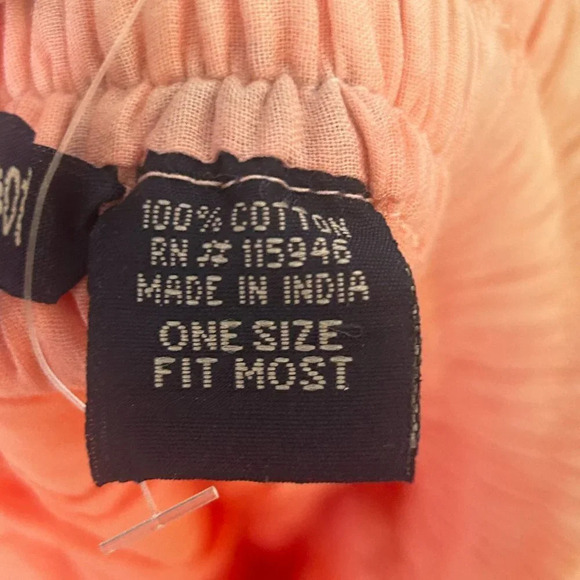 100% COTTON
RN # 115946
MADE IN INDIA
ONE SIZE
FIT MOST